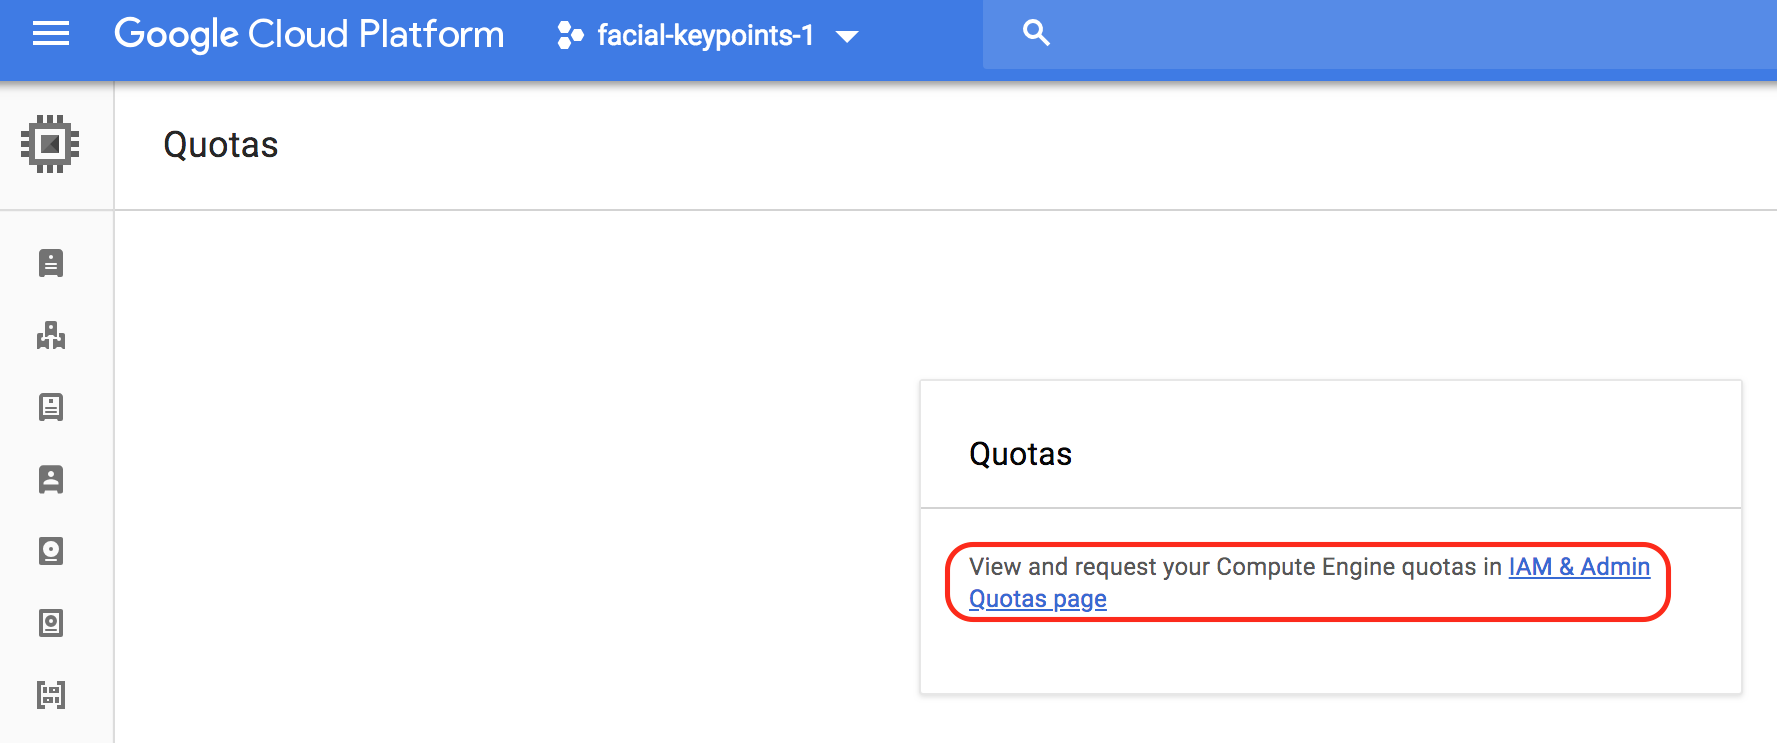 Google Cloud Platform
facial-keypoints-1
Quotas
Quotas
View and request your Compute Engine quotas in IAM & Admin
Quotas page